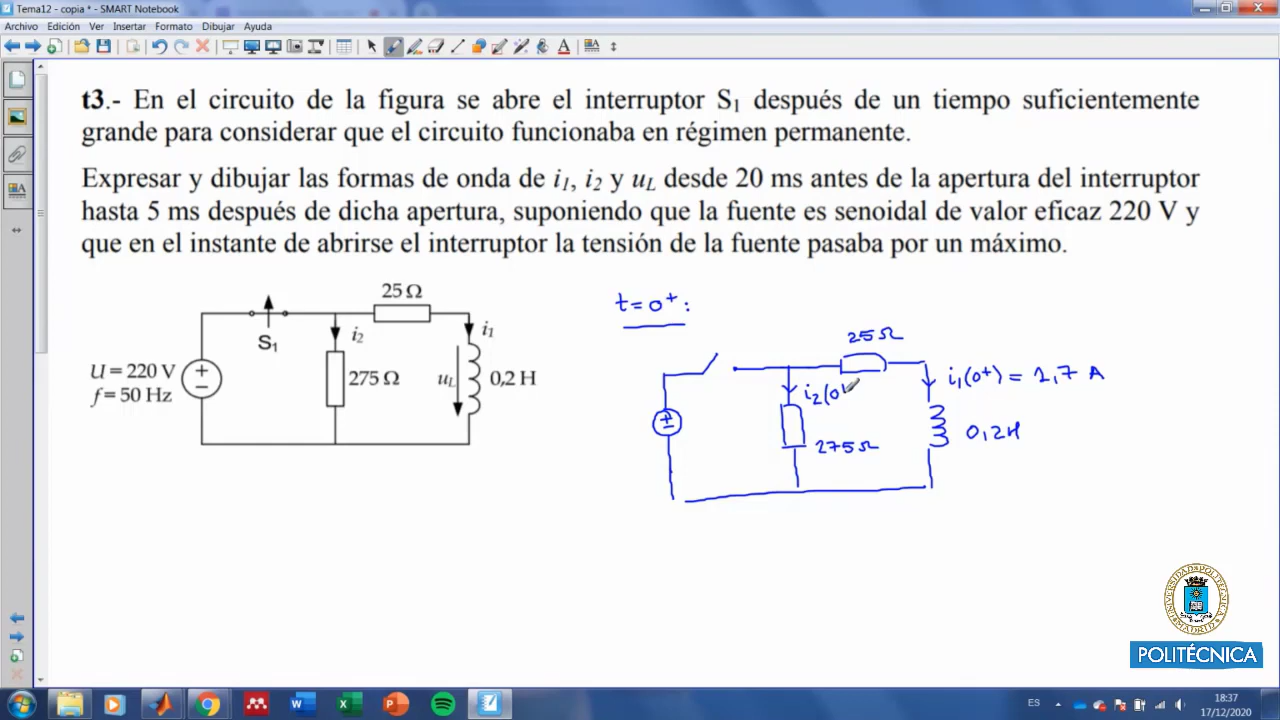 Tema12 - copia * - SMART Notebook
Archivo Edición Ver Insertar Formato Dibujar Ayuda
t3.- En el circuito de la figura se abre el interruptor S1 después de un tiempo suficientemente
grande para considerar que el circuito funcionaba en régimen permanente.
Expresar y dibujar las formas de onda de i1, i2 y uL desde 20 ms antes de la apertura del interruptor
hasta 5 ms después de dicha apertura, suponiendo que la fuente es senoidal de valor eficaz 220 V y
que en el instante de abrirse el interruptor la tensión de la fuente pasaba por un máximo.
25 Ω
S1
i2
i1
U = 220 V
f = 50 Hz
275 Ω
uL
0,2 H
t=0+:
25Ω
i1(0+) = 1,7 A
i2(0+
275Ω
0,2H
POLITÉCNICA
ES
18:37
17/12/2020